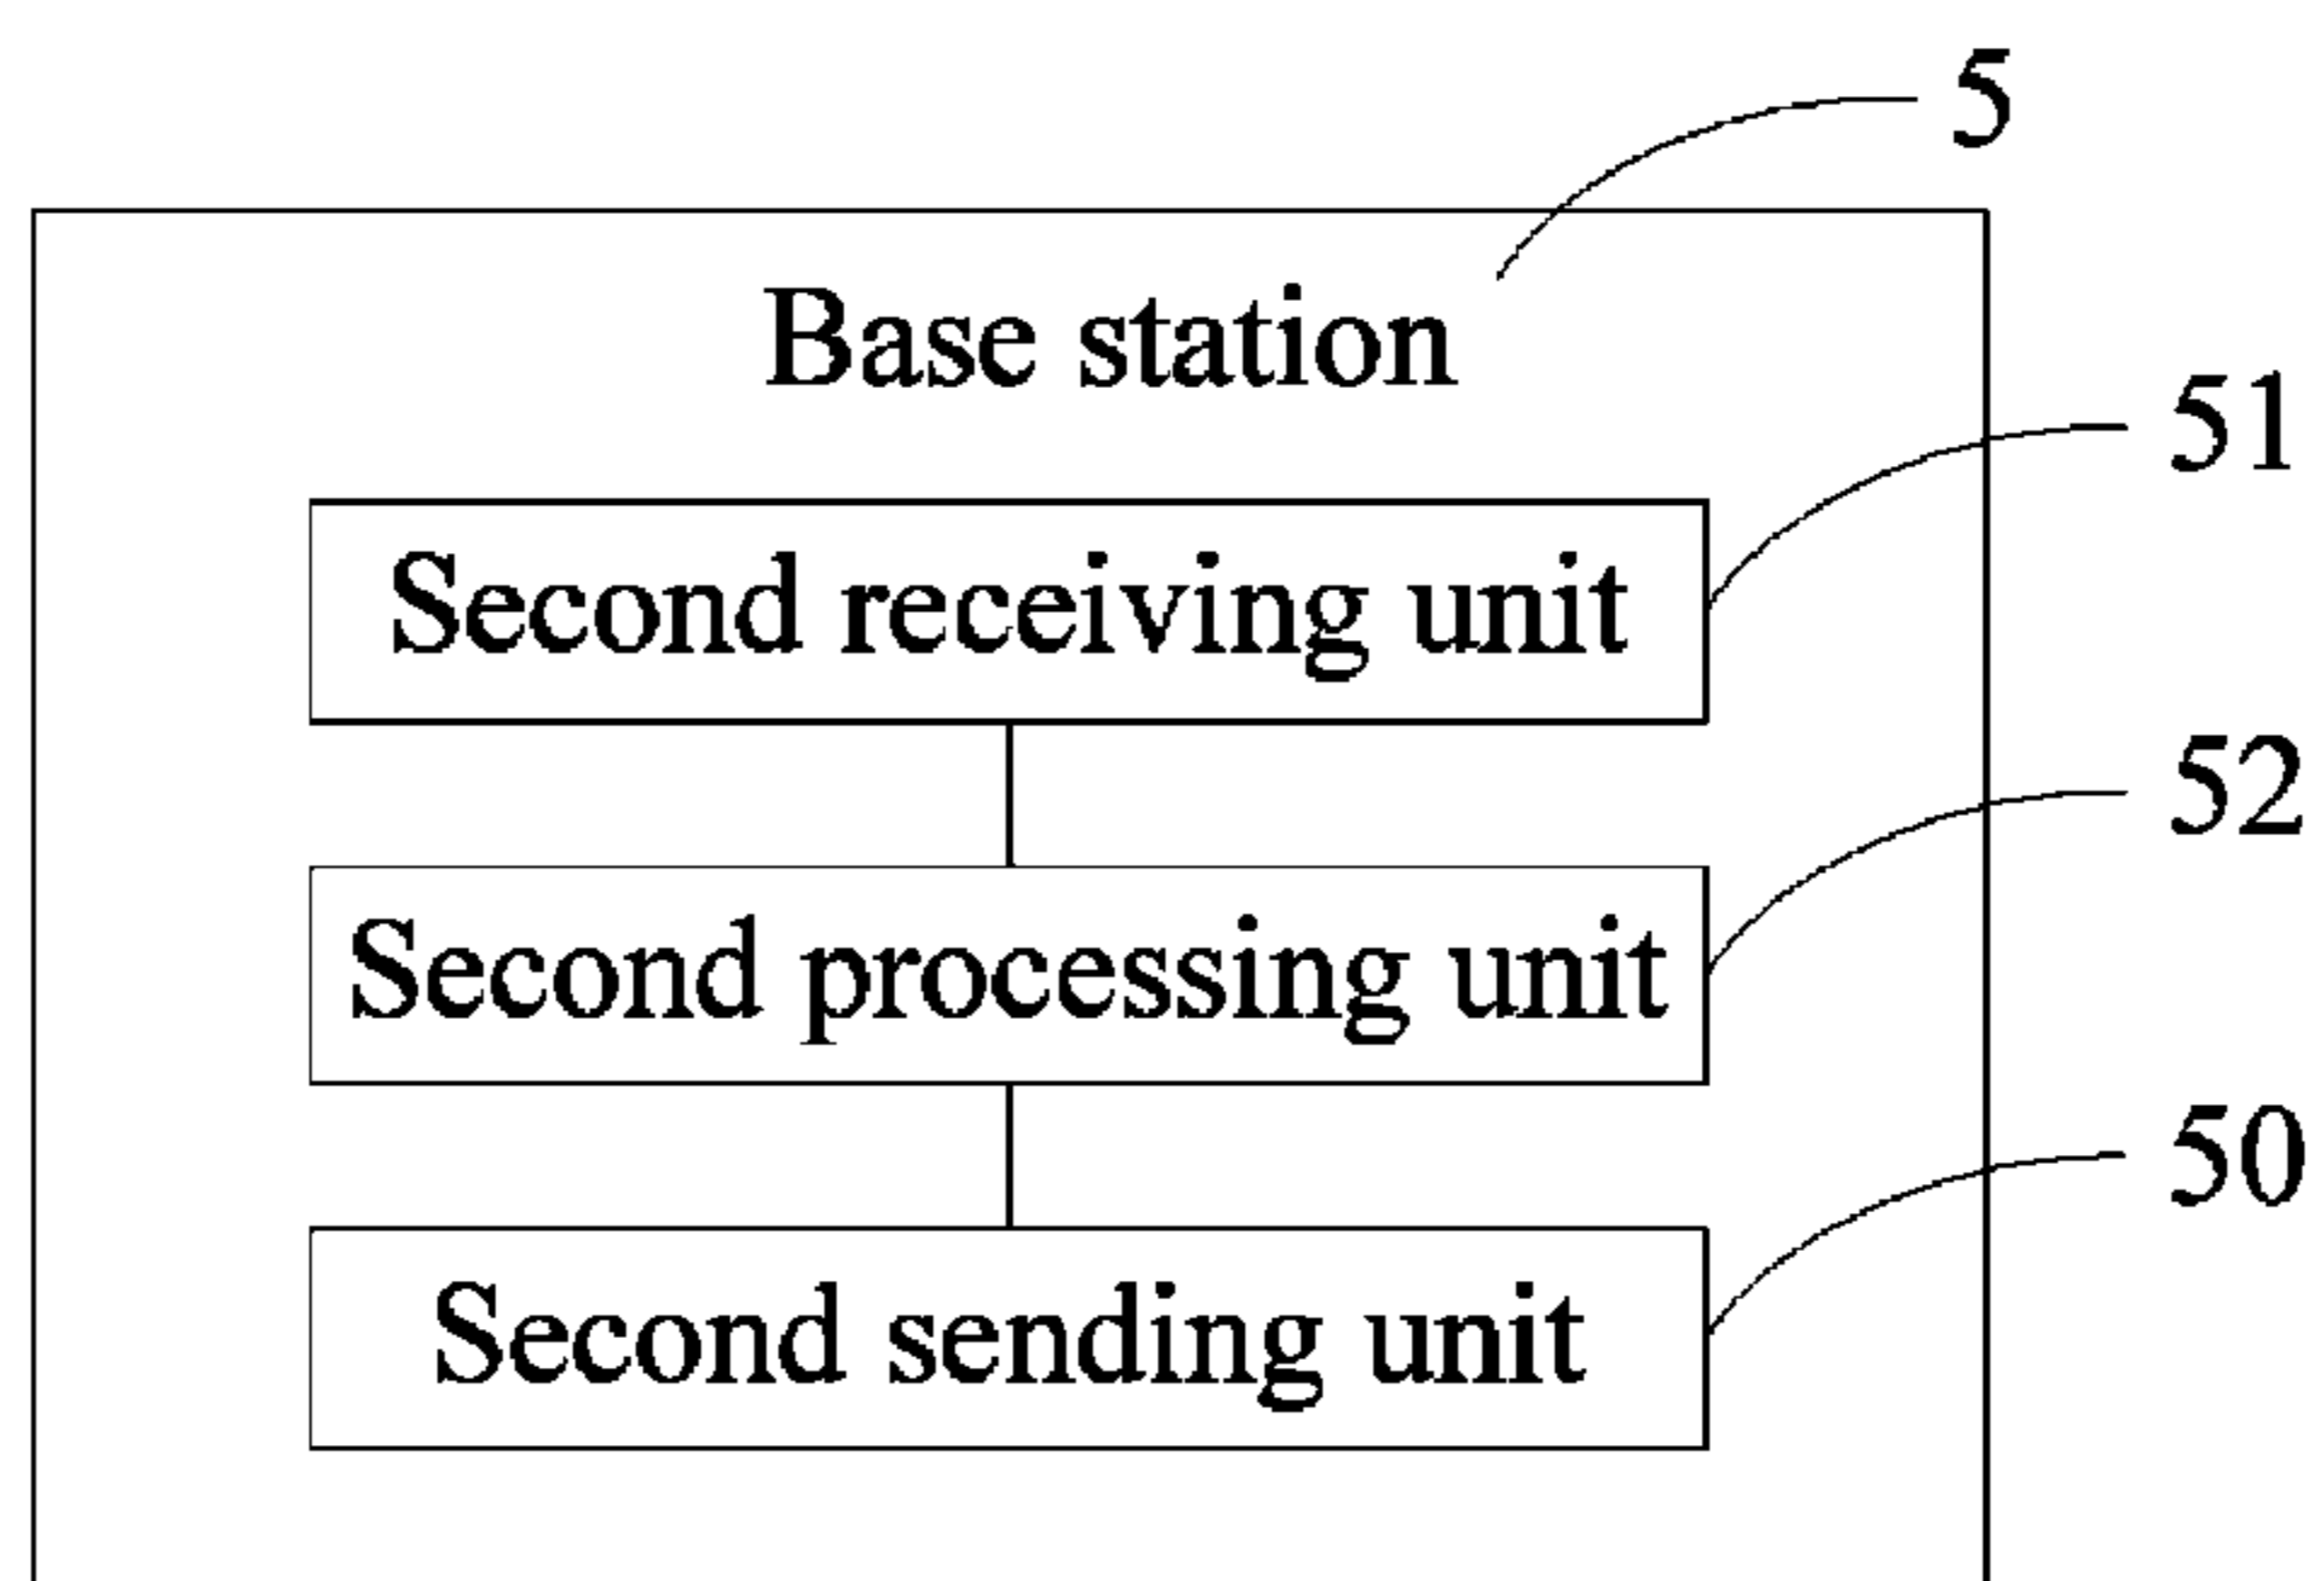 5
Base station
51
Second receiving unit
52
Second processing unit
50
Second sending unit